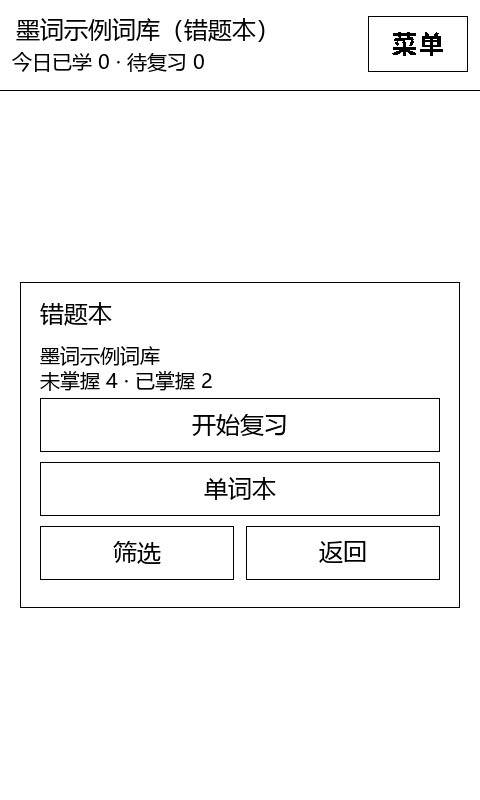 墨词示例词库（错题本）
今日已学 0 · 待复习 0
菜单
错题本
墨词示例词库
未掌握 4 · 已掌握 2
开始复习
单词本
筛选
返回